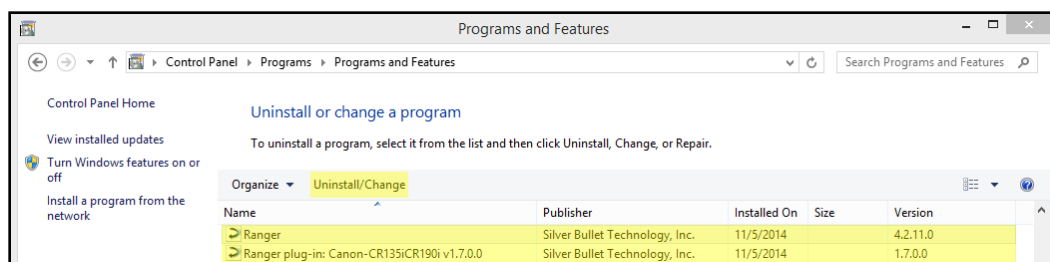 Programs and Features
Control Panel Programs Programs and Features Search Programs and Features
Control Panel Home
View installed updates
Turn Windows features on or off
Install a program from the network
Uninstall or change a program
To uninstall a program, select it from the list and then click Uninstall, Change, or Repair.
Organize Uninstall/Change
Name Publisher Installed On Size Version
Ranger Silver Bullet Technology, Inc. 11/5/2014 4.2.11.0
Ranger plug-in: Canon-CR135iCR190i v1.7.0.0 Silver Bullet Technology, Inc. 11/5/2014 1.7.0.0